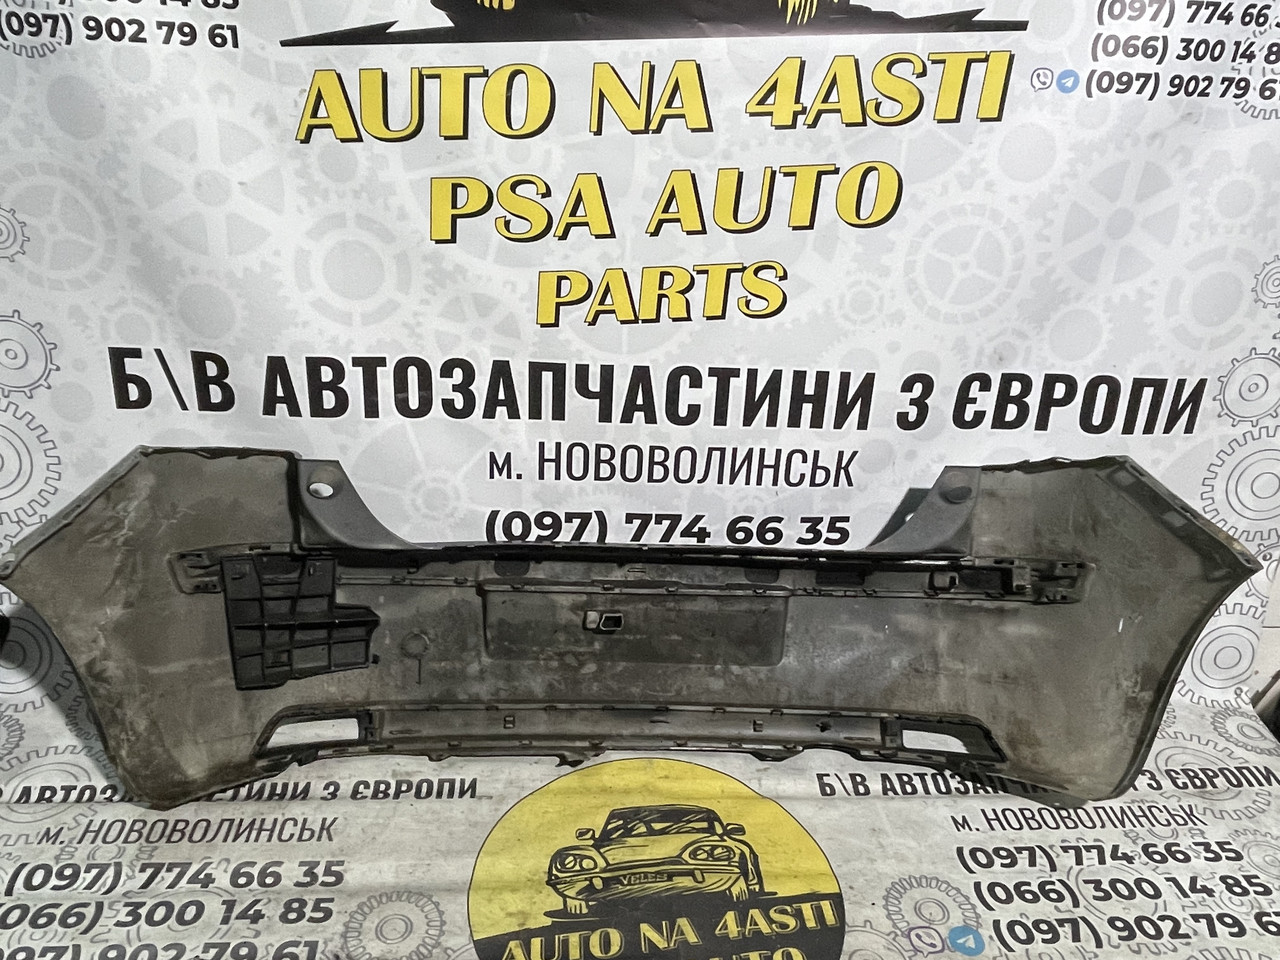 (097) 902 79 61
(097) 774 66
(066) 300 14 8
(097) 902 79 61
AUTO NA 4ASTI
PSA AUTO
PARTS
Б\В АВТОЗАПЧАСТИНИ З ЄВРОПИ
м. НОВОВОЛИНСЬК
(097) 774 66 35
м. НОВОВОЛИНСЬК
(097) 774 66 35
(066) 300 14 85
(097) 902 79 61
VELES
AUTO NA 4ASTI
Б\В З ЄВРОПИ
м. НОВОВОЛИНСЬК
(097) 774 66 35
(066) 300 14 85
(097) 902 79 6